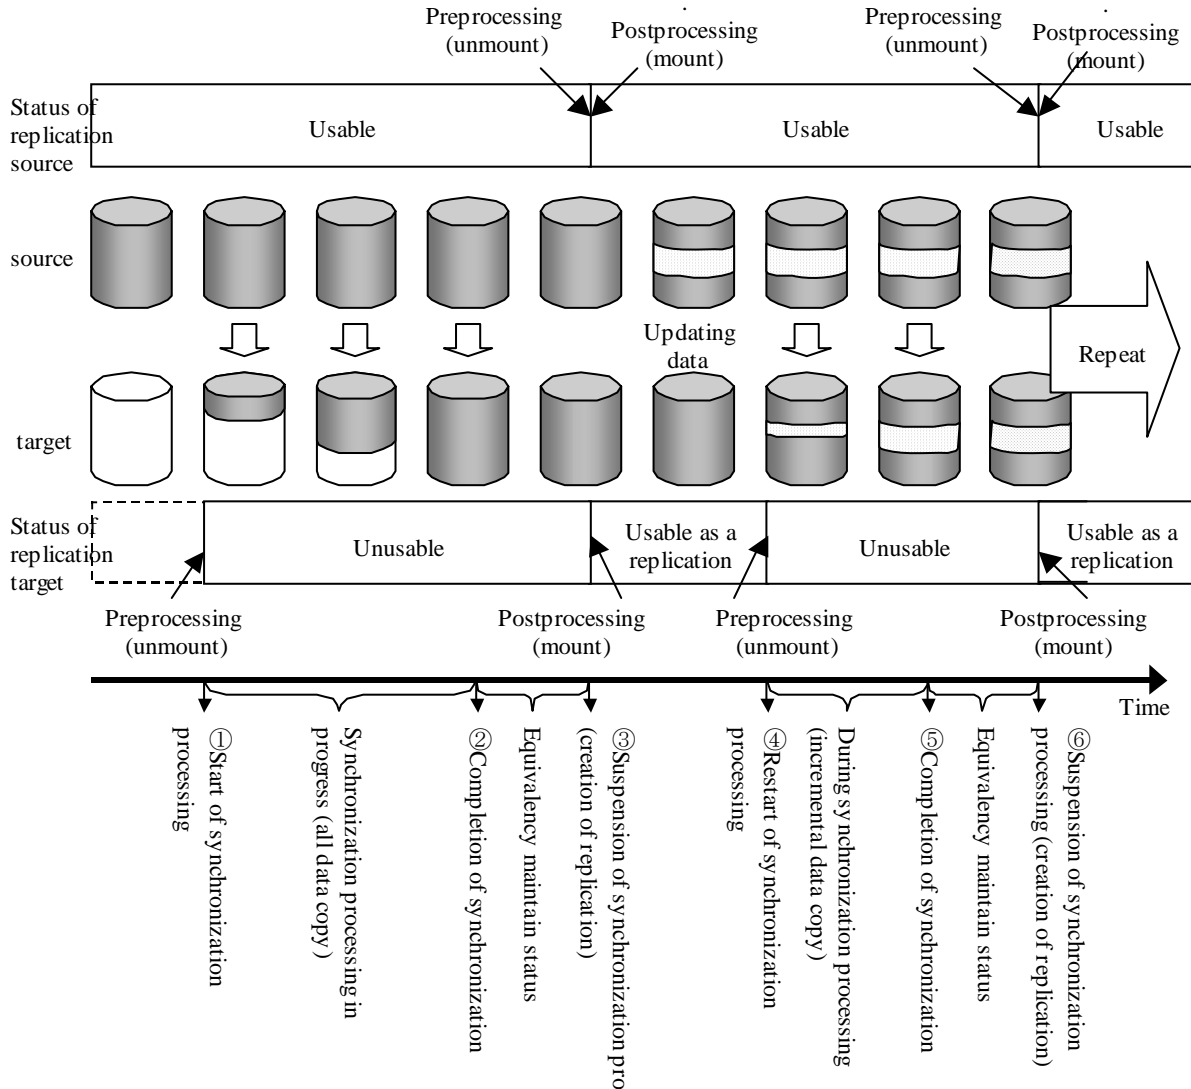 Preprocessing
(unmount)
Postprocessing
(mount)
Preprocessing
(unmount)
Postprocessing
(mount)
Status of
replication
source
Usable
Usable
Usable
source
Updating
data
Repeat
target
Status of
replication
target
Unusable
Usable as a
replication
Unusable
Usable as a
replication
Preprocessing
(unmount)
Postprocessing
(mount)
Preprocessing
(unmount)
Postprocessing
(mount)
Time
①Start of synchronization
processing
Synchronization processing in
progress (all data copy)
②Completion of synchronization
Equivalency maintain status
③Suspension of synchronization pro
(creation of replication)
④Restart of synchronization
processing
During synchronization processing
(incremental data copy)
⑤Completion of synchronization
Equivalency maintain status
⑥Suspension of synchronization
processing (creation of replication)